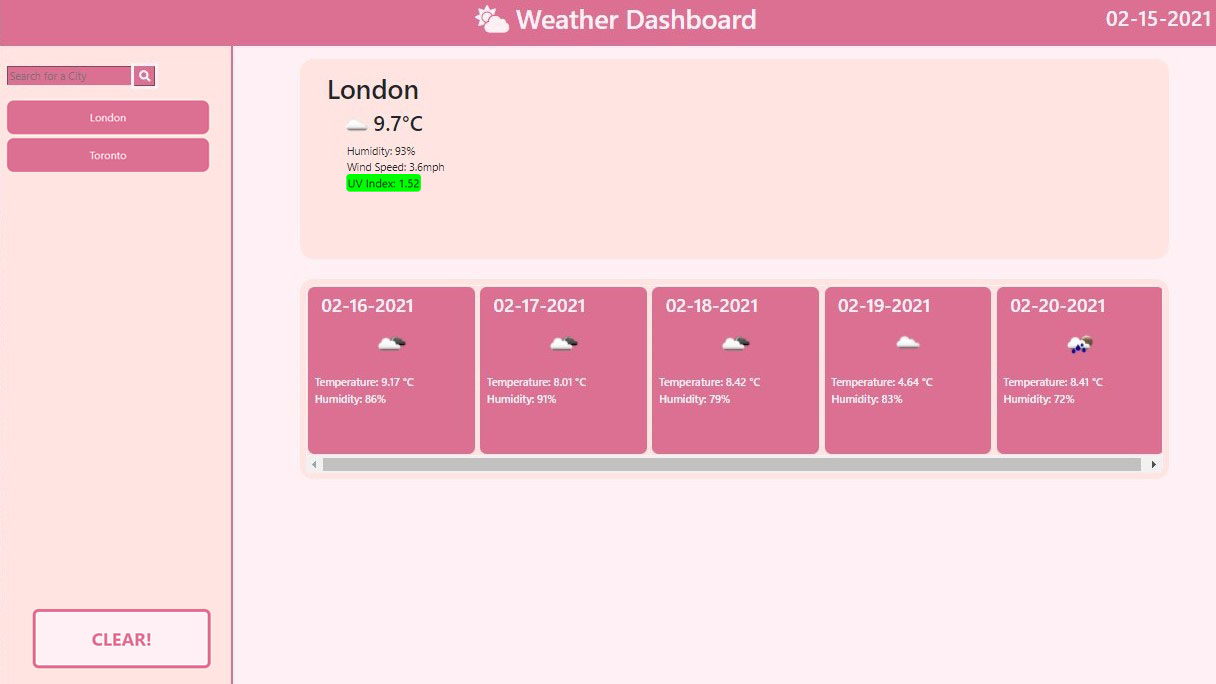 Weather Dashboard
02-15-2021
Search for a City
London
Toronto
CLEAR!
London
9.7°C
Humidity: 93%
Wind Speed: 3.6mph
UV Index: 1.52
02-16-2021
Temperature: 9.17 °C
Humidity: 86%
02-17-2021
Temperature: 8.01 °C
Humidity: 91%
02-18-2021
Temperature: 8.42 °C
Humidity: 79%
02-19-2021
Temperature: 4.64 °C
Humidity: 83%
02-20-2021
Temperature: 8.41 °C
Humidity: 72%